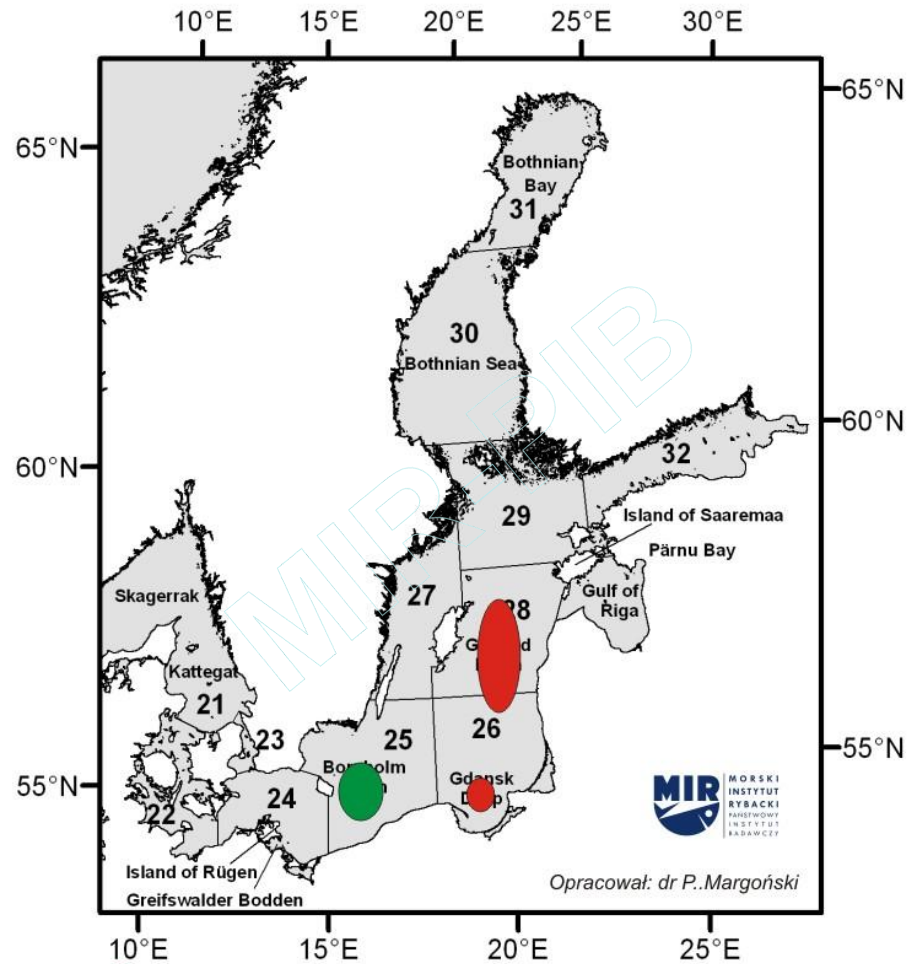 10°E 15°E 20°E 25°E 30°E
65°N
65°N
Bothnian
Bay
31
30
Bothnian Sea
60°N
60°N
32
29
Island of Saaremaa
Pärnu Bay
27
Skagerrak
Gulf of
Riga
Kattegat
21
26
23
25
55°N
55°N
Gdansk
24
22
MIR
MORSKI
INSTYTUT
RYBACKI
PAŃSTWOWY
INSTYTUT
BADAWCZY
Island of Rügen
Greifswalder Bodden
Opracował: dr P..Margoński
10°E 15°E 20°E 25°E
MIR-PIB